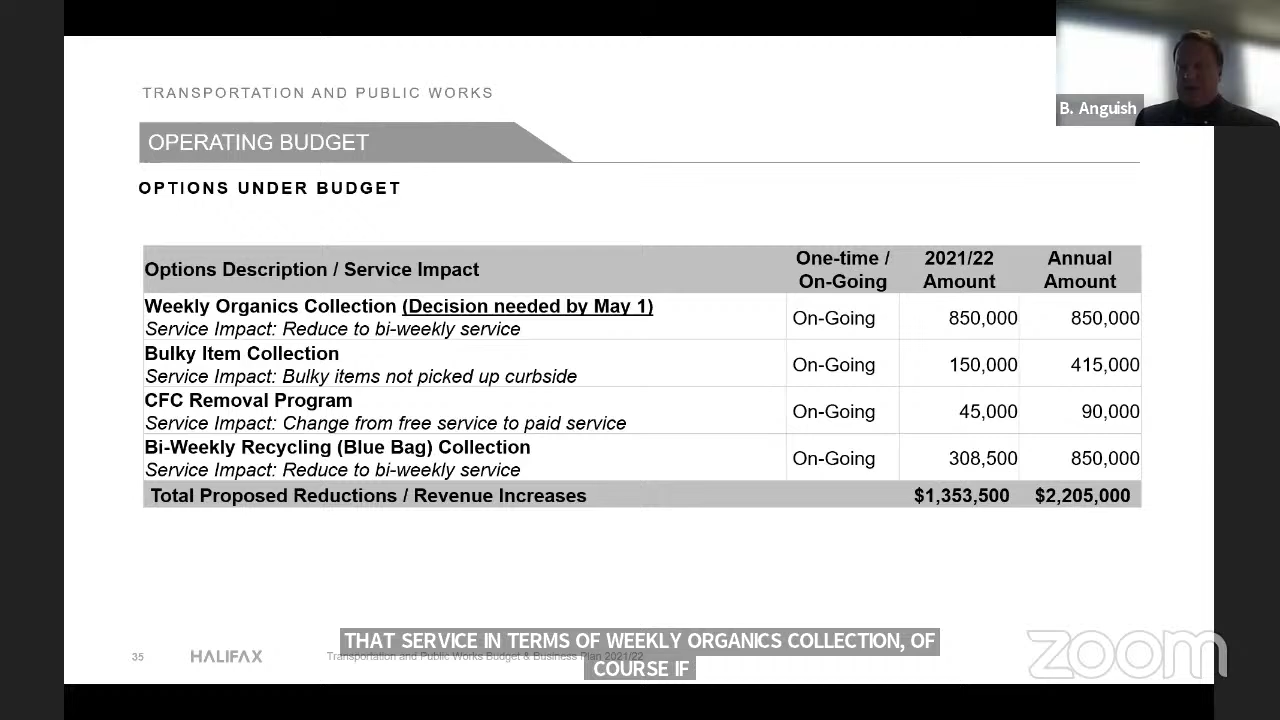 TRANSPORTATION AND PUBLIC WORKS
B. Anguish
OPERATING BUDGET
OPTIONS UNDER BUDGET
Options Description / Service Impact
One-time / On-Going
2021/22 Amount
Annual Amount
Weekly Organics Collection (Decision needed by May 1)
Service Impact: Reduce to bi-weekly service
On-Going 850,000 850,000
Bulky Item Collection
Service Impact: Bulky items not picked up curbside
On-Going 150,000 415,000
CFC Removal Program
Service Impact: Change from free service to paid service
On-Going 45,000 90,000
Bi-Weekly Recycling (Blue Bag) Collection
Service Impact: Reduce to bi-weekly service
On-Going 308,500 850,000
Total Proposed Reductions / Revenue Increases $1,353,500 $2,205,000
THAT SERVICE IN TERMS OF WEEKLY ORGANICS COLLECTION, OF
COURSE IF
35 HALIFAX Transportation and Public Works Budget & Business Plan 2021/22
zoom